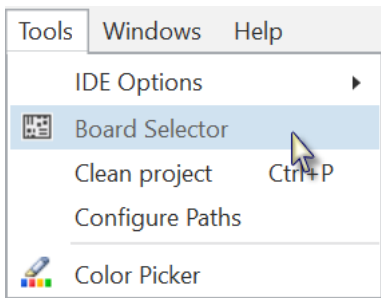 Tools Windows Help
IDE Options
Board Selector
Clean project Ctrl+P
Configure Paths
Color Picker